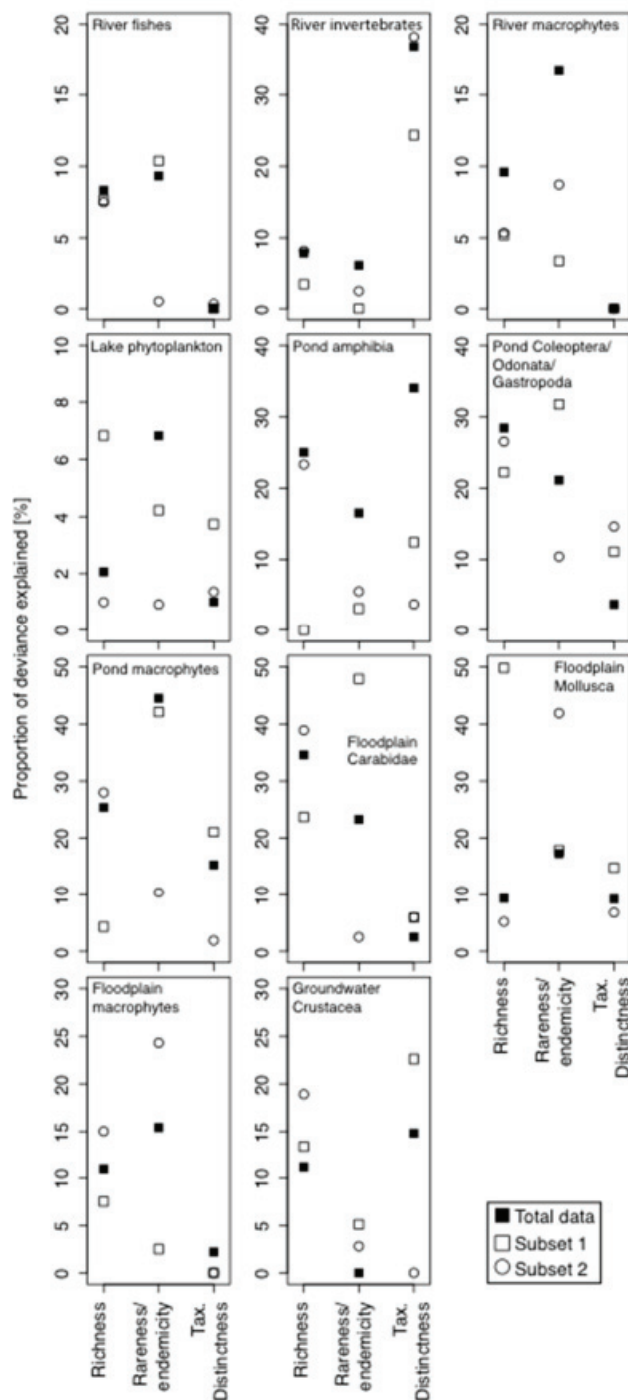 Proportion of deviance explained [%]
River fishes
20
15
10
5
0
River invertebrates
40
30
20
10
0
River macrophytes
20
15
10
5
0
Lake phytoplankton
10
8
6
4
2
0
Pond amphibia
40
30
20
10
0
Pond Coleoptera/
Odonata/
Gastropoda
40
30
20
10
0
Pond macrophytes
50
40
30
20
10
0
Floodplain
Carabidae
50
40
30
20
10
0
Floodplain
Mollusca
50
40
30
20
10
0
Richness
Rareness/
endemicity
Tax.
Distinctness
Floodplain
macrophytes
30
25
20
15
10
5
0
Richness
Rareness/
endemicity
Tax.
Distinctness
Groundwater
Crustacea
30
25
20
15
10
5
0
Richness
Rareness/
endemicity
Tax.
Distinctness
Total data
Subset 1
Subset 2